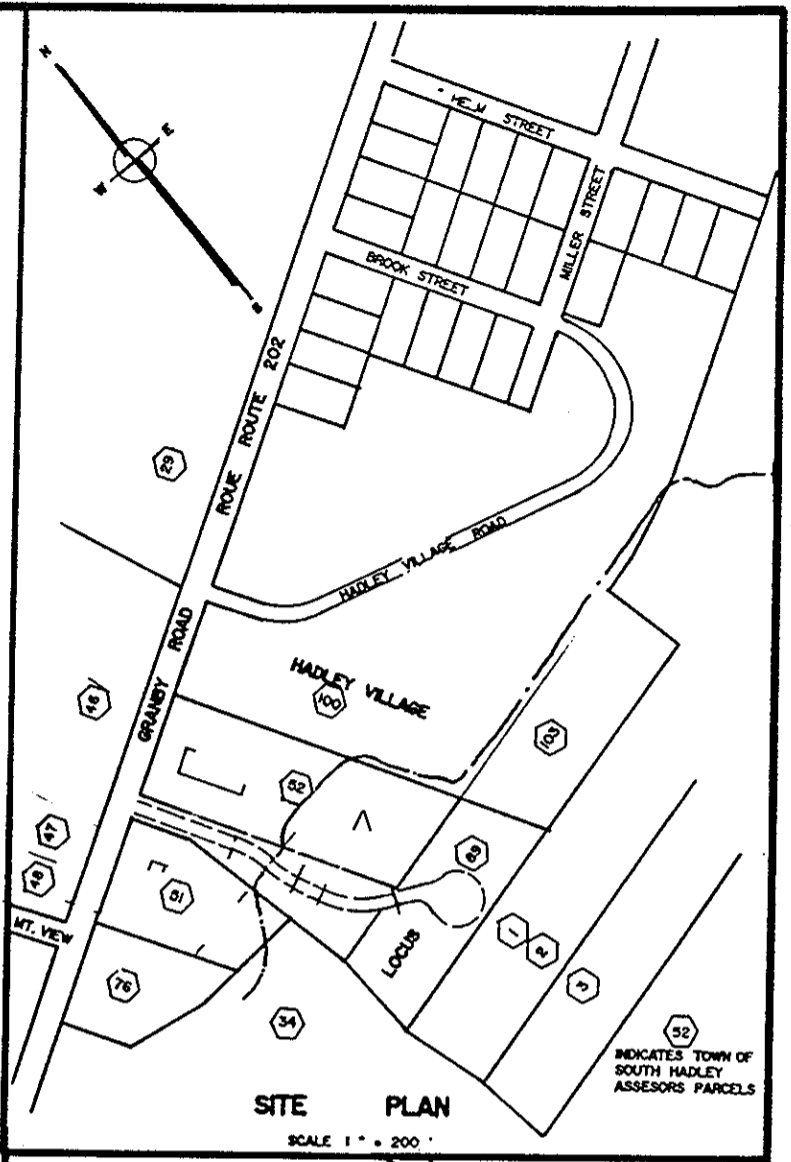 N
E
W
S
HELM STREET
MILLER STREET
BROOK STREET
ROUE ROUTE 202
29
HADLEY VILLAGE ROAD
GRANBY ROAD
HADLEY VILLAGE
100
46
103
52
47
89
48
51
1
2
3
MT. VIEW
LOCUS
76
34
52
INDICATES TOWN OF
SOUTH HADLEY
ASSESORS PARCELS
SITE PLAN
SCALE 1" = 200'